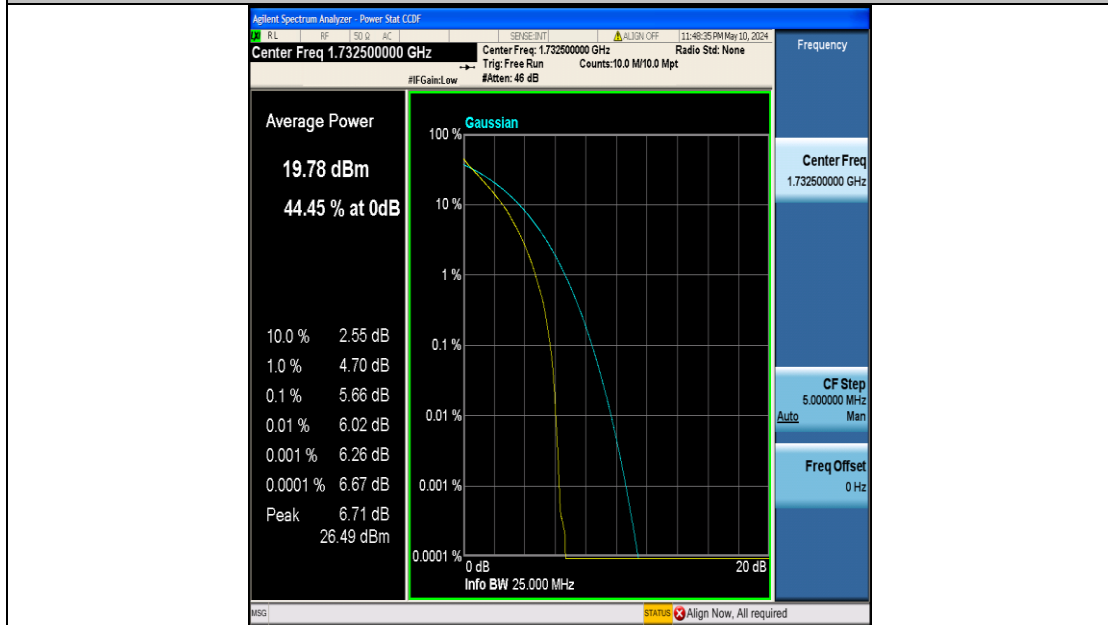 Agilent Spectrum Analyzer - Power Stat CCDF
RL RF 50 Ω AC SENSE:INT ALIGN OFF 11:48:35 PM May 10, 2024
Center Freq 1.732500000 GHz
Center Freq: 1.732500000 GHz Radio Std: None
Trig: Free Run Counts:10.0 M/10.0 Mpt
#IFGain:Low #Atten: 46 dB
Frequency
Average Power
19.78 dBm
44.45 % at 0dB
10.0 % 2.55 dB
1.0 % 4.70 dB
0.1 % 5.66 dB
0.01 % 6.02 dB
0.001 % 6.26 dB
0.0001 % 6.67 dB
Peak 6.71 dB
26.49 dBm
Gaussian
100 %
10 %
1 %
0.1 %
0.01 %
0.001 %
0.0001 %
0 dB 20 dB
Info BW 25.000 MHz
Center Freq
1.732500000 GHz
CF Step
5.000000 MHz
Auto Man
Freq Offset
0 Hz
MSG STATUS Align Now, All required